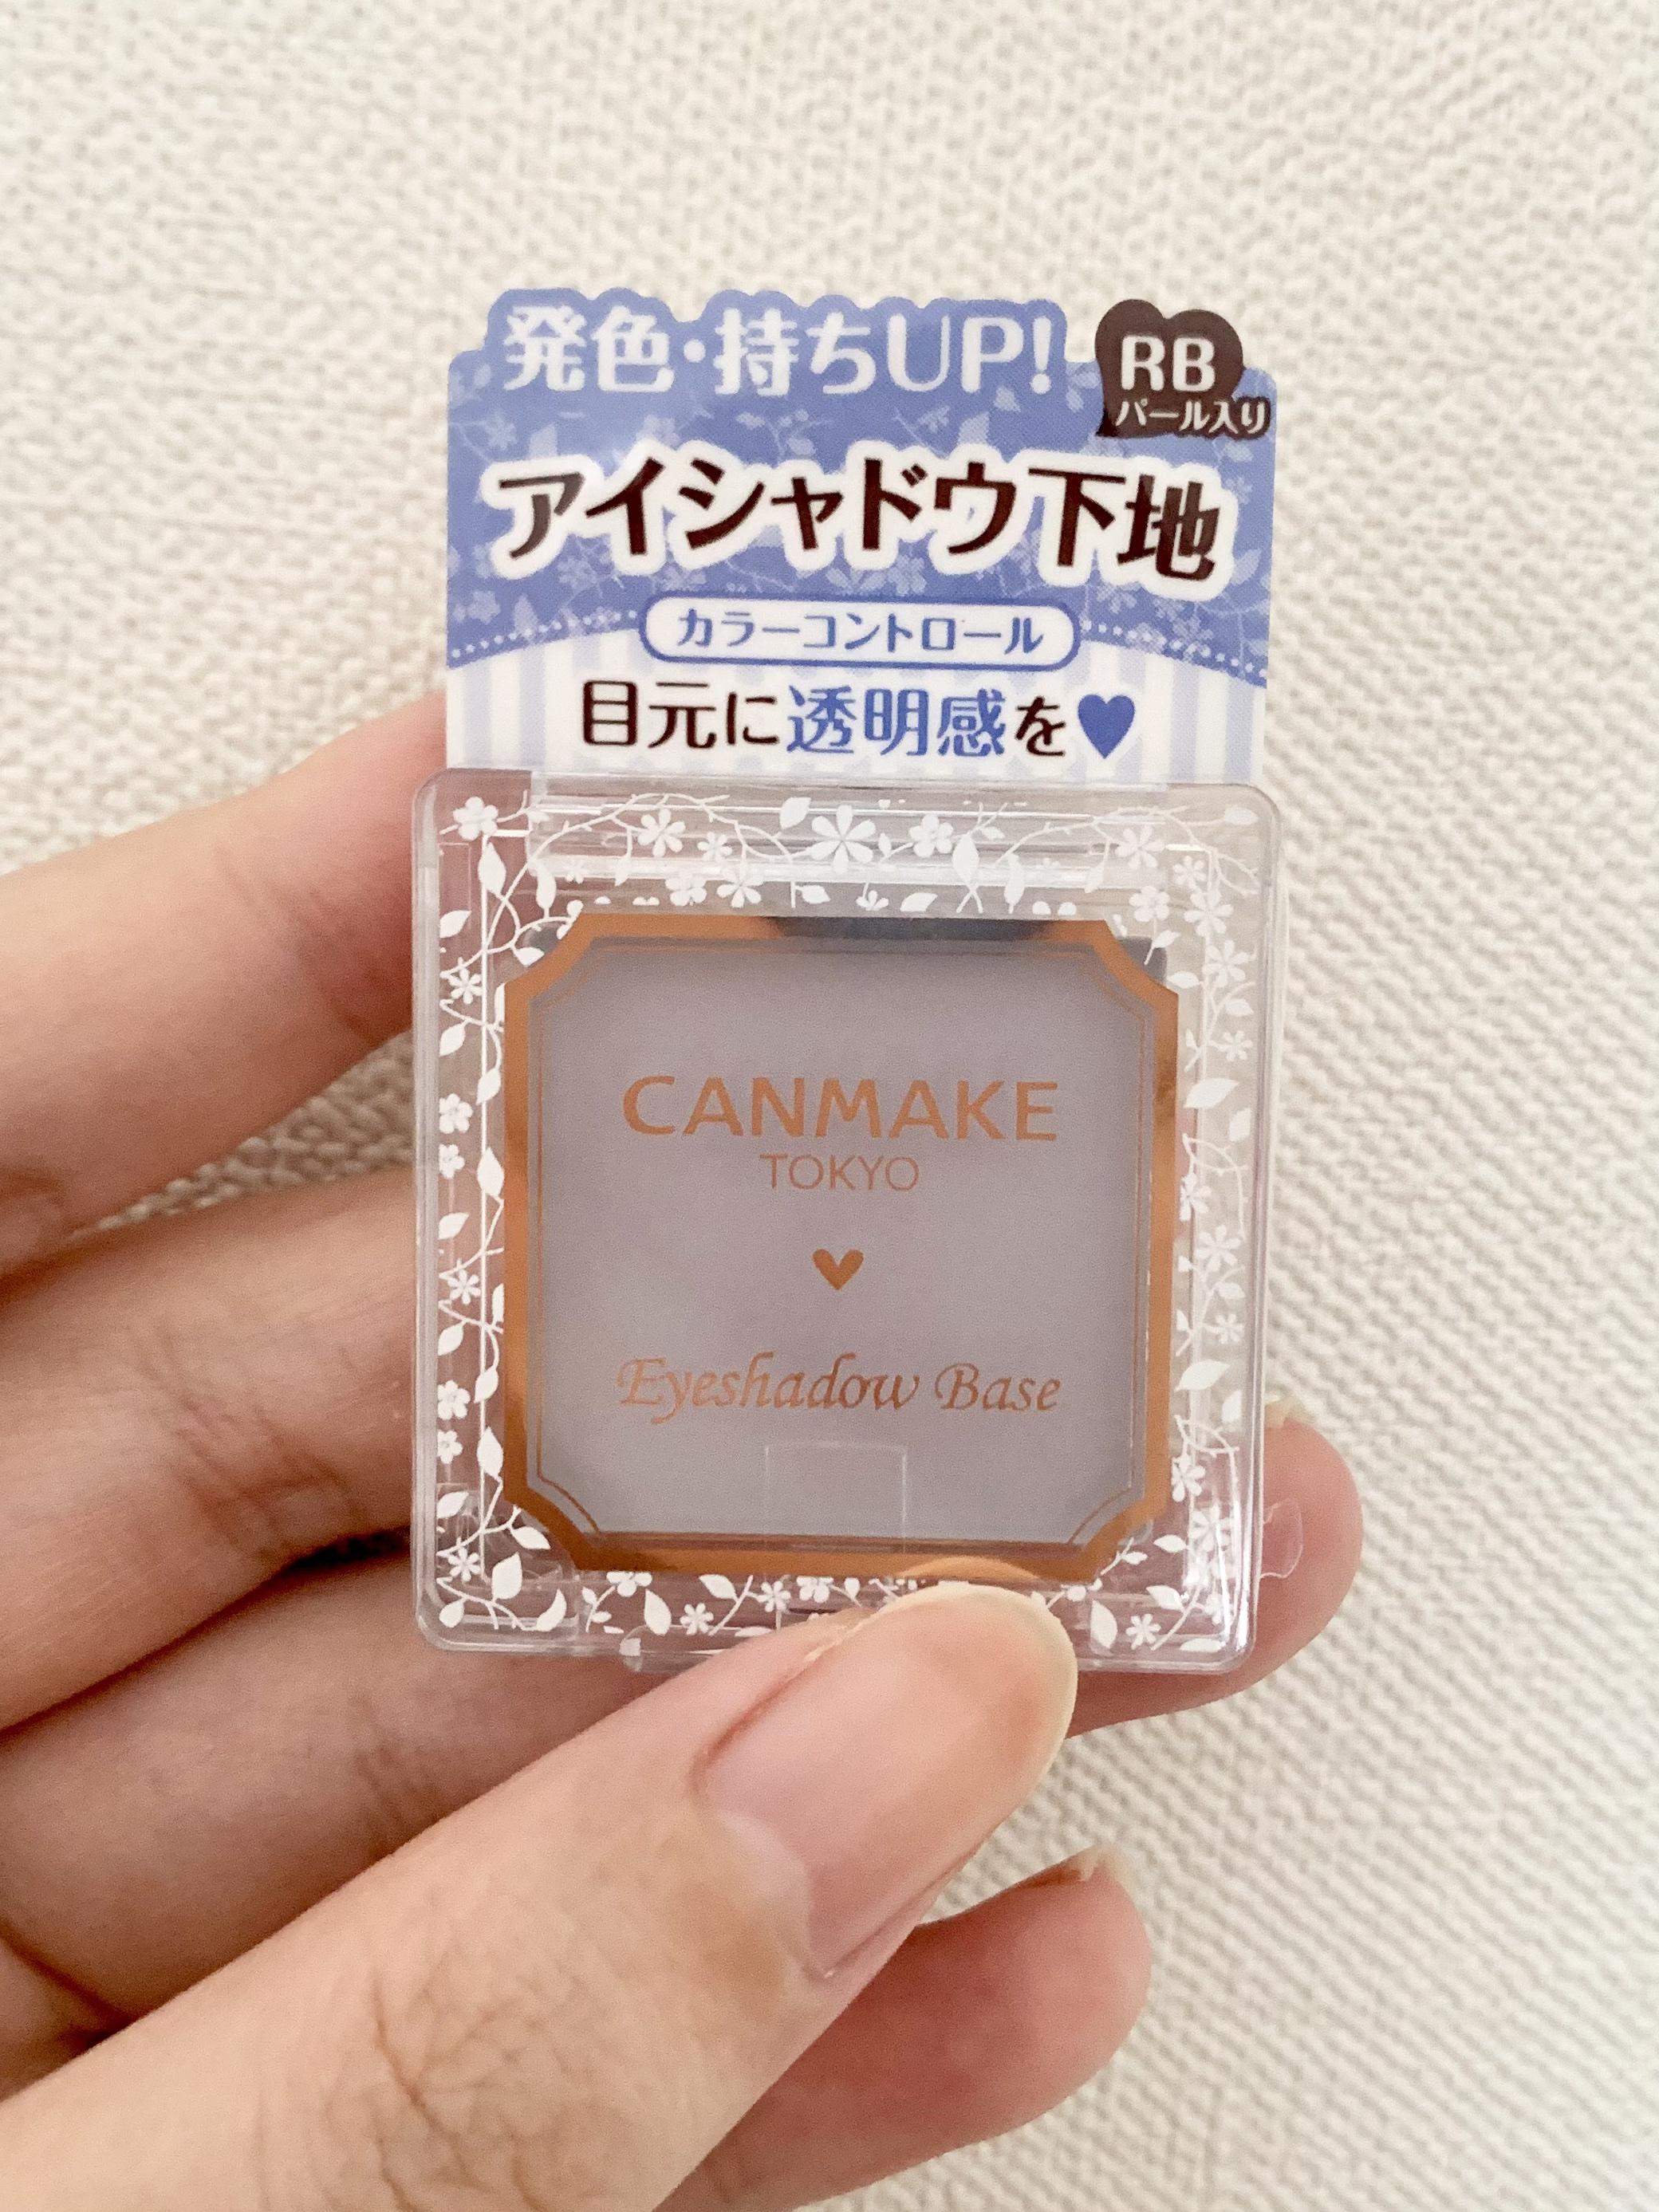 発色・持ちUP!
RB
パール入り
アイシャドウ下地
カラーコントロール
目元に透明感を♥
CANMAKE
TOKYO
♥
Eyeshadow Base